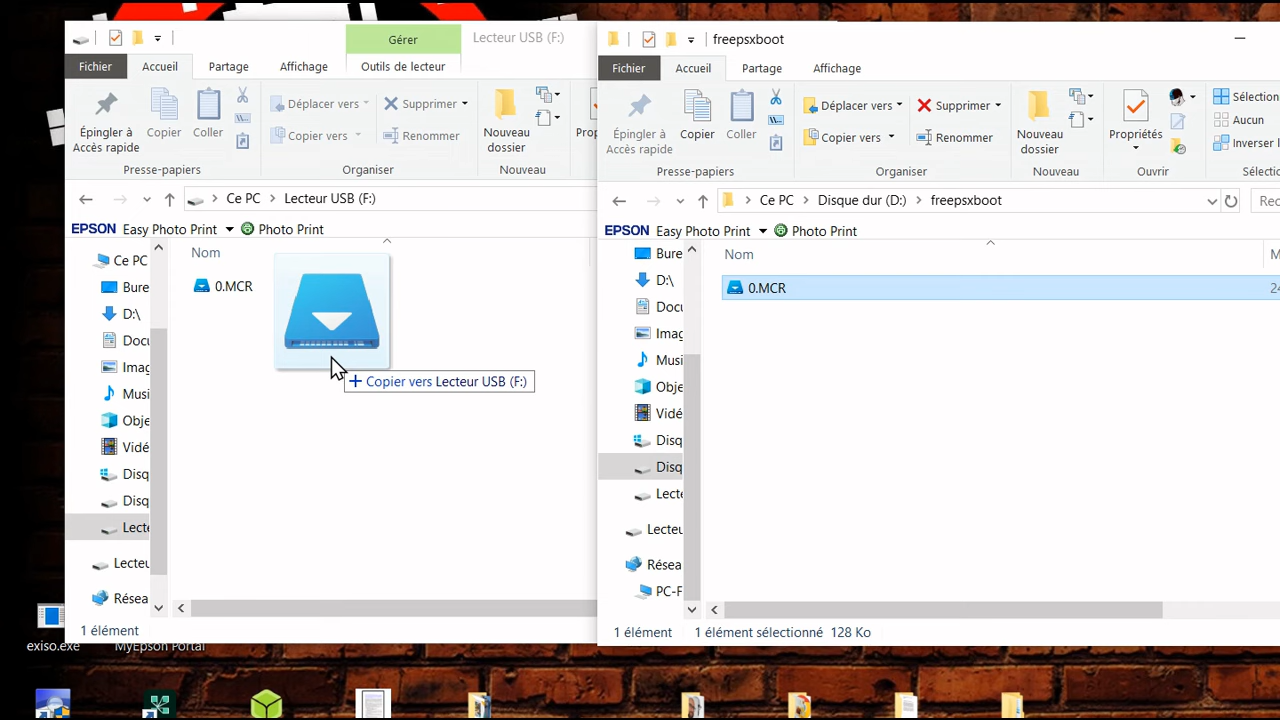 Gérer
Lecteur USB (F:)
Fichier
Accueil
Partage
Affichage
Outils de lecteur
Épingler à
Accès rapide
Copier
Coller
Déplacer vers
Copier vers
Supprimer
Renommer
Nouveau
dossier
Prop
Presse-papiers
Organiser
Nouveau
Ce PC
Lecteur USB (F:)
EPSON Easy Photo Print
Photo Print
Nom
Ce PC
Bure
D:\
Docu
Imag
Musi
Obje
Vidé
Disq
Disq
Lecte
Lecteu
Résea
0.MCR
Copier vers Lecteur USB (F:)
1 élément
freepsxboot
Fichier
Accueil
Partage
Affichage
Épingler à
Accès rapide
Copier
Coller
Déplacer vers
Copier vers
Supprimer
Renommer
Nouveau
dossier
Propriétés
Sélection
Aucun
Inverser l
Presse-papiers
Organiser
Nouveau
Ouvrir
Sélecti
Ce PC
Disque dur (D:)
freepsxboot
Rec
EPSON Easy Photo Print
Photo Print
Nom
M
Bure
D:\
Docu
Imag
Musi
Obje
Vidé
Disq
Disq
Lecte
Lecteu
Résea
PC-F
0.MCR
24
1 élément
1 élément sélectionné 128 Ko
exiso.exe
MyEpson Portal